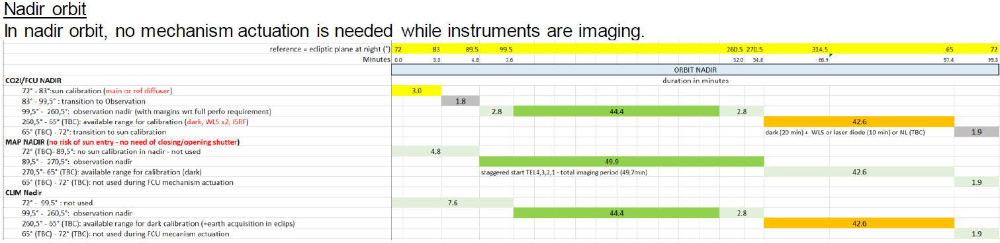 Nadir orbit
In nadir orbit, no mechanism actuation is needed while instruments are imaging.
reference = ecliptic plane at night (°) 72 83 89.5 99.5 260.5 270.5 314.5 65 72
Minutes 0.0 3.0 4.8 7.6 52.0 54.8 66.9 97.4 99.3
ORBIT NADIR
CO2I/FCU NADIR duration in minutes
72° - 83°:sun calibration (main or ref diffuser) 3.0
83° - 99,5° : transition to Observation 1.8
99,5° - 260,5°: observation nadir (with margins wrt full perfo requirement) 2.8 44.4 2.8
260,5° - 65° (TBC): available range for calibration (dark, WLS x2, ISRF) 42.6
65° (TBC) - 72°: transition to sun calibration dark (20 min) + WLS or laser diode (10 min) or NL (TBC) 1.9
MAP NADIR (no risk of sun entry - no need of closing/opening shutter)
72° (TBC)- 89,5°: no sun calibration in nadir - not used 4.8
89,5° - 270,5°: observation nadir 49.9
270,5°- 65° (TBC): available range for calibration (dark) staggered start TEL4,3,2,1 - total imaging period (49,7min) 42.6
65° (TBC) - 72° (TBC): not used during FCU mechanism actuation 1.9
CLIM Nadir
72° - 99,5° : not used 7.6
99,5° - 260,5°: observation nadir 44.4 2.8
260,5° - 65° (TBC): available range for dark calibration (=earth acquisition in eclips) 42.6
65° (TBC) - 72° (TBC): not used during FCU mecanism actuation 1.9